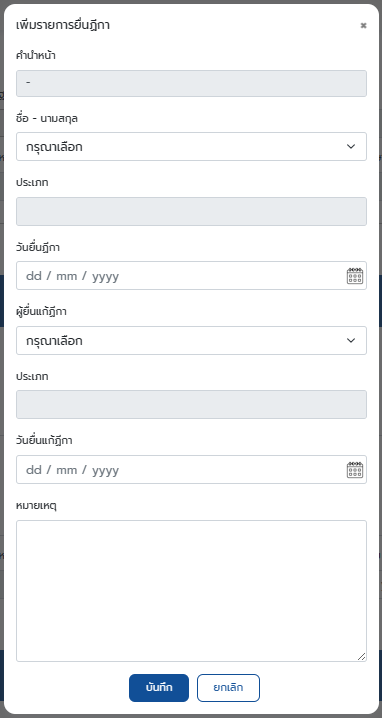 เพิ่มรายการยื่นฎีกา ×
คำนำหน้า
-
ชื่อ - นามสกุล
กรุณาเลือก
ประเภท
วันยื่นฎีกา
dd / mm / yyyy
ผู้ยื่นแก้ฎีกา
กรุณาเลือก
ประเภท
วันยื่นแก้ฎีกา
dd / mm / yyyy
หมายเหตุ
บันทึก ยกเลิก